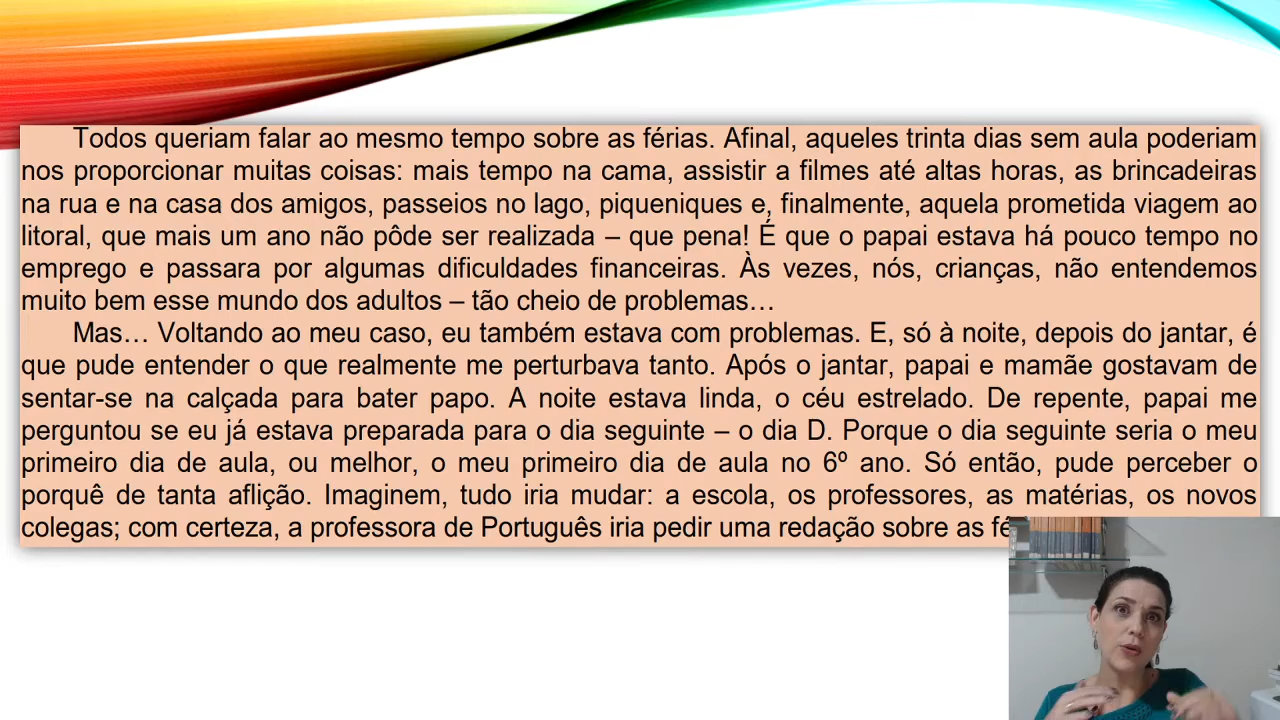 Todos queriam falar ao mesmo tempo sobre as férias. Afinal, aqueles trinta dias sem aula poderiam
nos proporcionar muitas coisas: mais tempo na cama, assistir a filmes até altas horas, as brincadeiras
na rua e na casa dos amigos, passeios no lago, piqueniques e, finalmente, aquela prometida viagem ao
litoral, que mais um ano não pôde ser realizada – que pena! É que o papai estava há pouco tempo no
emprego e passara por algumas dificuldades financeiras. Às vezes, nós, crianças, não entendemos
muito bem esse mundo dos adultos – tão cheio de problemas…
Mas… Voltando ao meu caso, eu também estava com problemas. E, só à noite, depois do jantar, é
que pude entender o que realmente me perturbava tanto. Após o jantar, papai e mamãe gostavam de
sentar-se na calçada para bater papo. A noite estava linda, o céu estrelado. De repente, papai me
perguntou se eu já estava preparada para o dia seguinte – o dia D. Porque o dia seguinte seria o meu
primeiro dia de aula, ou melhor, o meu primeiro dia de aula no 6º ano. Só então, pude perceber o
porquê de tanta aflição. Imaginem, tudo iria mudar: a escola, os professores, as matérias, os novos
colegas; com certeza, a professora de Português iria pedir uma redação sobre as